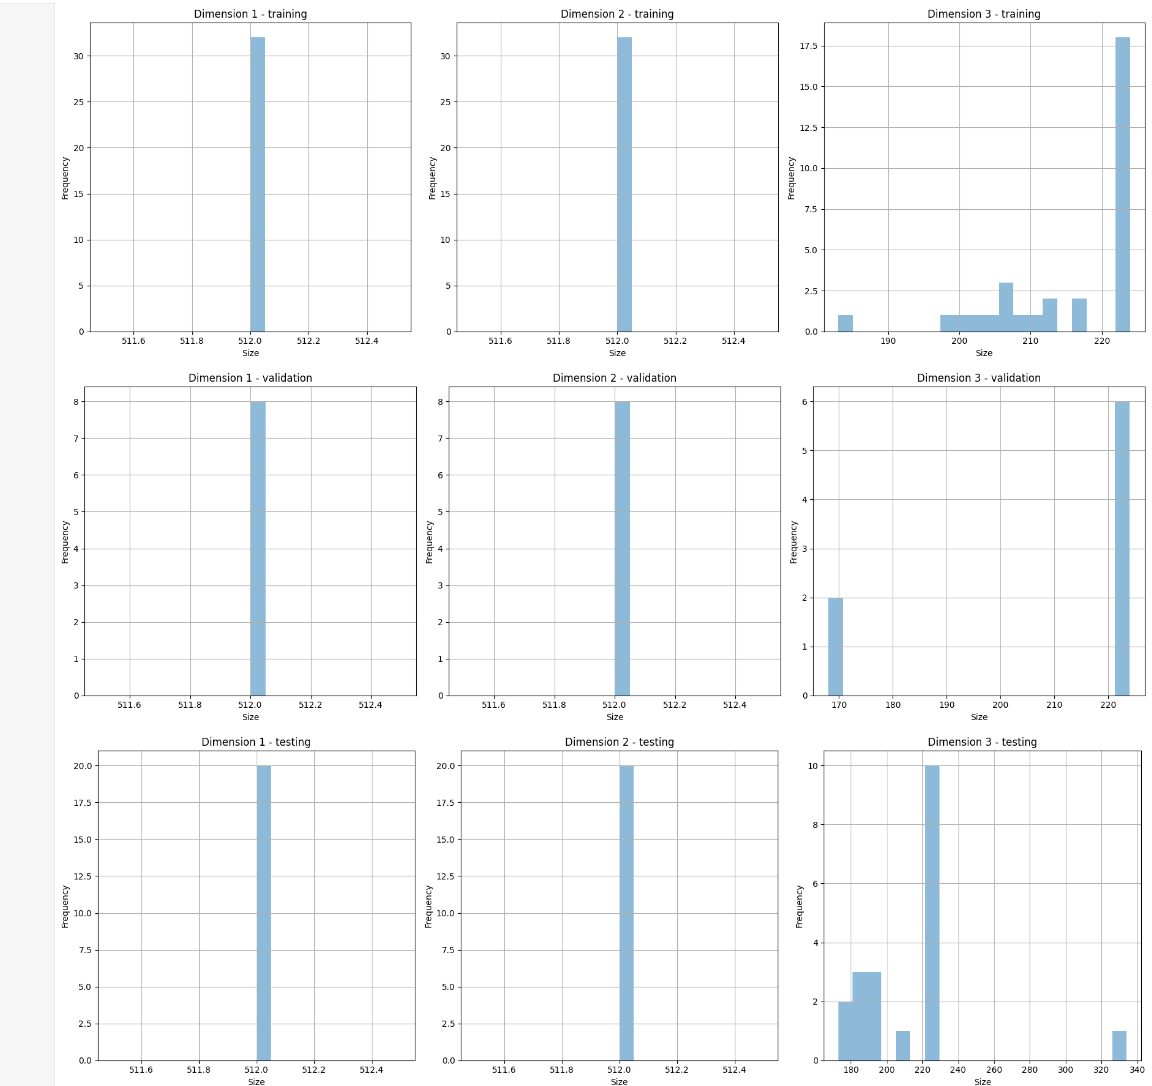 Dimension 1 - training
Dimension 2 - training
Dimension 3 - training
Frequency
30
25
20
15
10
5
0
511.6 511.8 512.0 512.2 512.4
Size
Frequency
30
25
20
15
10
5
0
511.6 511.8 512.0 512.2 512.4
Size
Frequency
17.5
15.0
12.5
10.0
7.5
5.0
2.5
0.0
190 200 210 220
Size
Dimension 1 - validation
Dimension 2 - validation
Dimension 3 - validation
Frequency
8
7
6
5
4
3
2
1
0
511.6 511.8 512.0 512.2 512.4
Size
Frequency
8
7
6
5
4
3
2
1
0
511.6 511.8 512.0 512.2 512.4
Size
Frequency
6
5
4
3
2
1
0
170 180 190 200 210 220
Size
Dimension 1 - testing
Dimension 2 - testing
Dimension 3 - testing
Frequency
20.0
17.5
15.0
12.5
10.0
7.5
5.0
2.5
0.0
511.6 511.8 512.0 512.2 512.4
Size
Frequency
20.0
17.5
15.0
12.5
10.0
7.5
5.0
2.5
0.0
511.6 511.8 512.0 512.2 512.4
Size
Frequency
10
8
6
4
2
0
180 200 220 240 260 280 300 320 340
Size